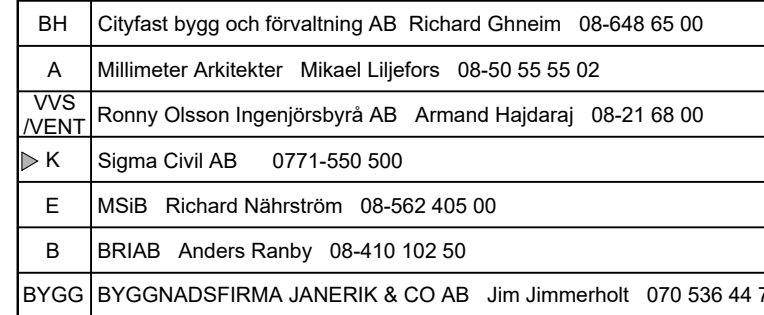 BH Cityfast bygg och förvaltning AB Richard Ghneim 08-648 65 00
A Millimeter Arkitekter Mikael Liljefors 08-50 55 55 02
VVS
/VENT Ronny Olsson Ingenjörsbyrå AB Armand Hajdaraj 08-21 68 00
K Sigma Civil AB 0771-550 500
E MSiB Richard Nährström 08-562 405 00
B BRIAB Anders Ranby 08-410 102 50
BYGG BYGGNADSFIRMA JANERIK & CO AB Jim Jimmerholt 070 536 44